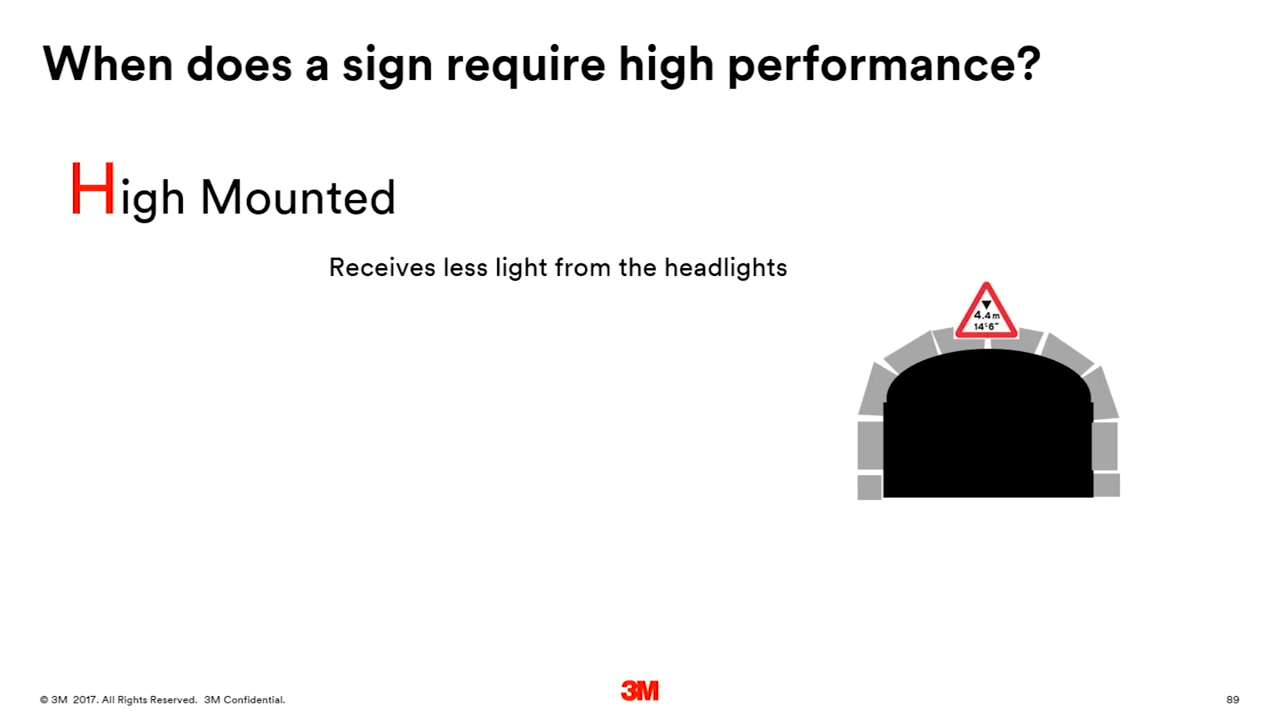 When does a sign require high performance?
High Mounted
Receives less light from the headlights
4.4m
14'6"
© 3M 2017. All Rights Reserved. 3M Confidential.
3M
89